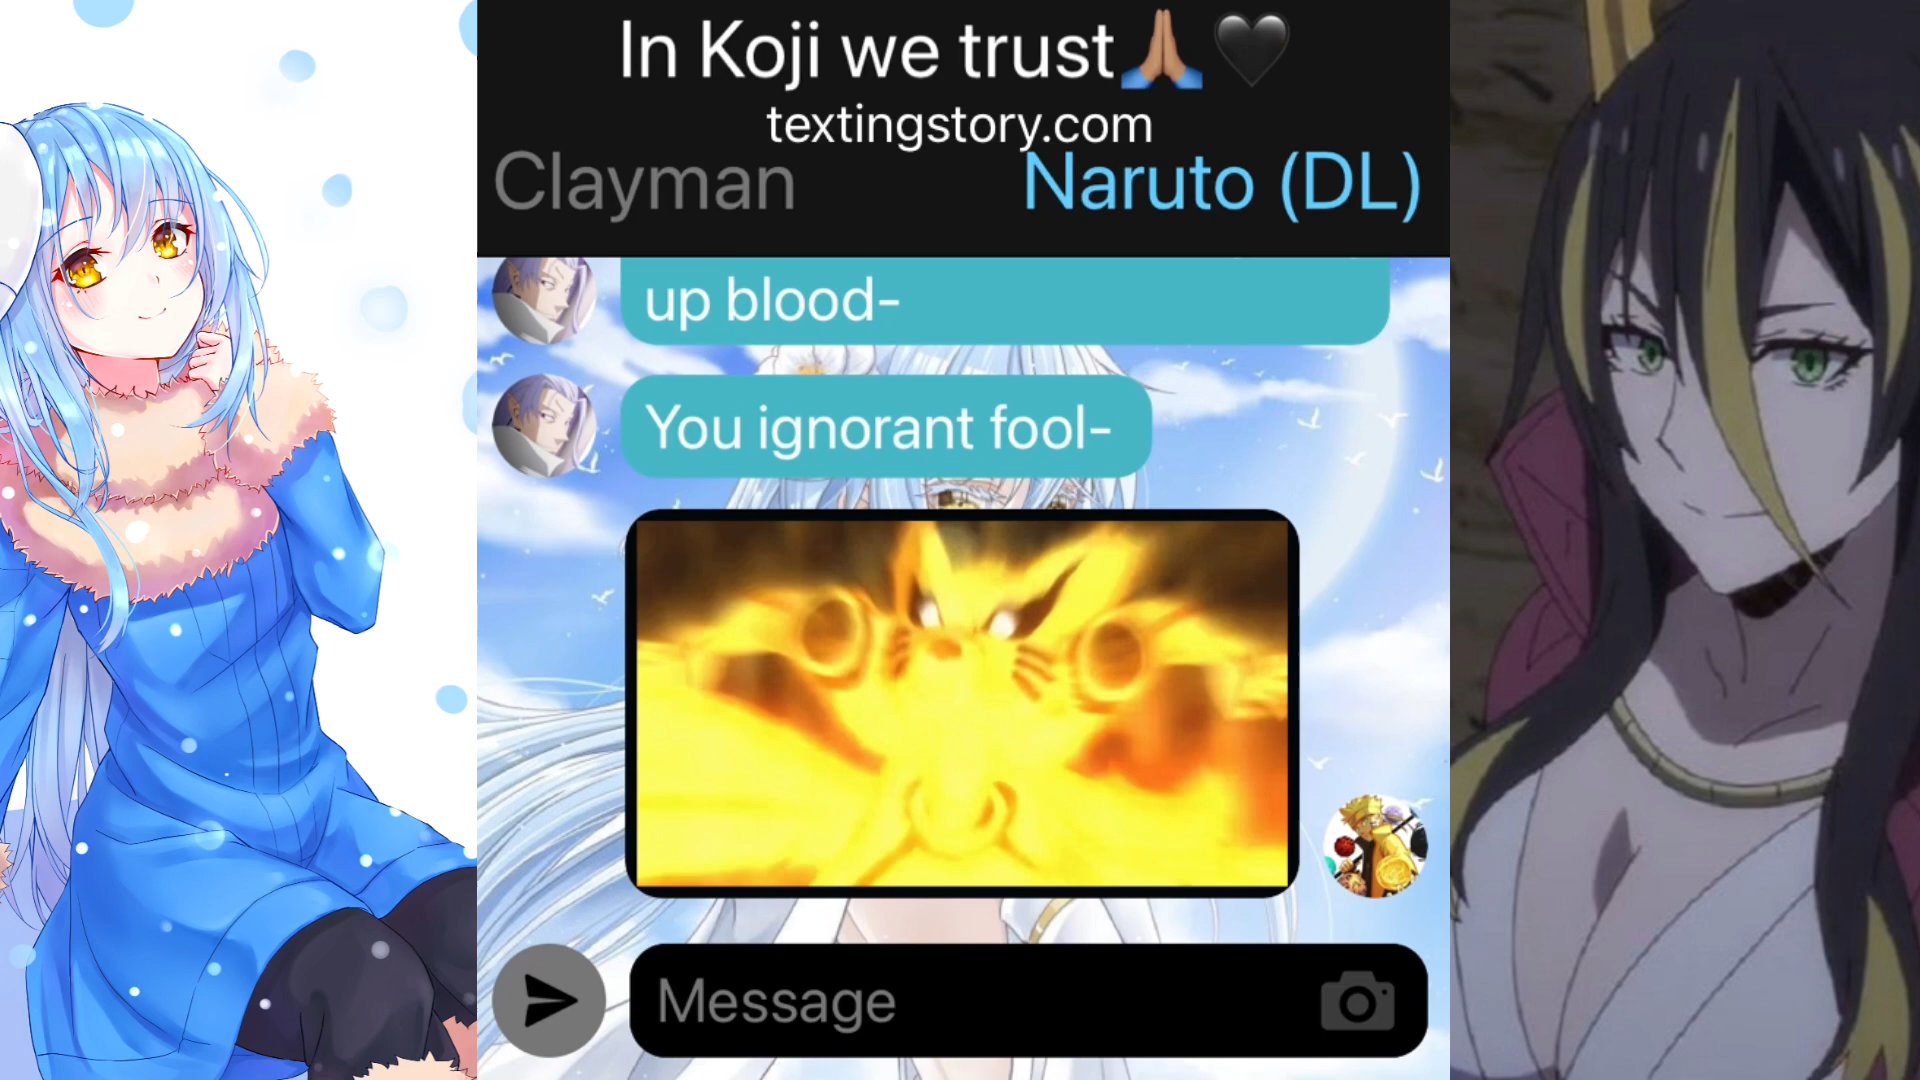 In Koji we trust🙏🏽🖤
textingstory.com
Clayman
Naruto (DL)
up blood-
You ignorant fool-
Message